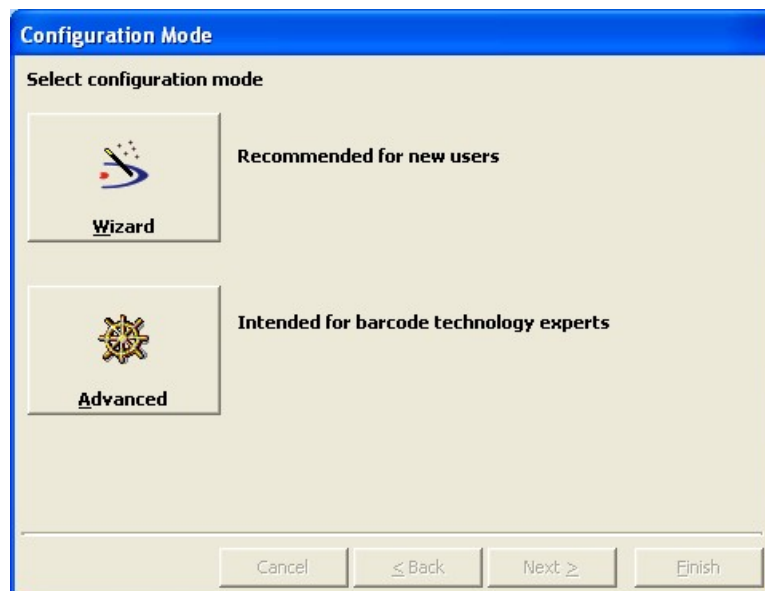 Configuration Mode
Select configuration mode
Recommended for new users
Wizard
Intended for barcode technology experts
Advanced
Cancel
< Back
Next >
Finish